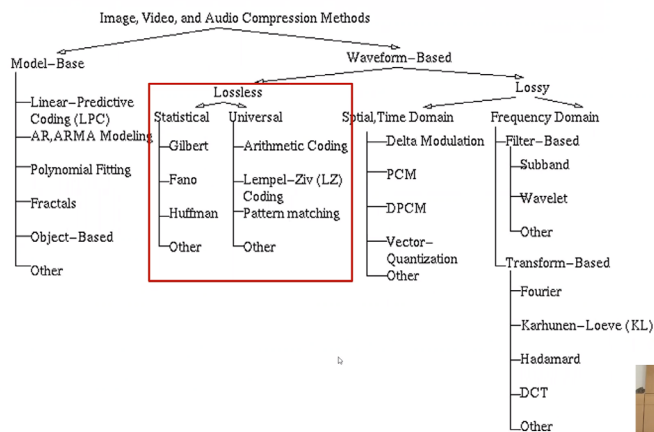 Image, Video, and Audio Compression Methods
Model-Base
Waveform-Based
Linear-Predictive
Coding (LPC)
AR,ARMA Modeling
Polynomial Fitting
Fractals
Object-Based
Other
Lossless
Lossy
Statistical
Universal
Gilbert
Fano
Huffman
Other
Arithmetic Coding
Lempel-Ziv (LZ)
Coding
Pattern matching
Other
Sptial,Time Domain
Frequency Domain
Delta Modulation
PCM
DPCM
Vector-
Quantization
Other
Filter-Based
Subband
Wavelet
Other
Transform-Based
Fourier
Karhunen-Loeve (KL)
Hadamard
DCT
Other